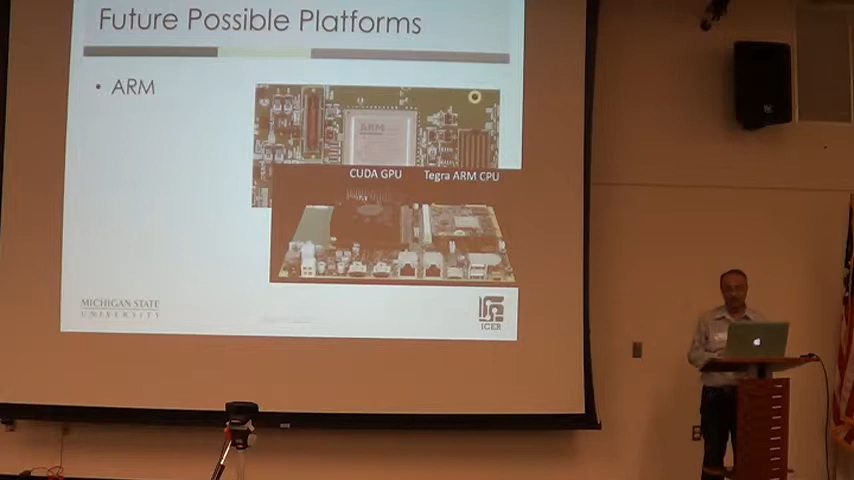 Future Possible Platforms
• ARM
ARM
CUDA GPU Tegra ARM CPU
MICHIGAN STATE
UNIVERSITY
ICER